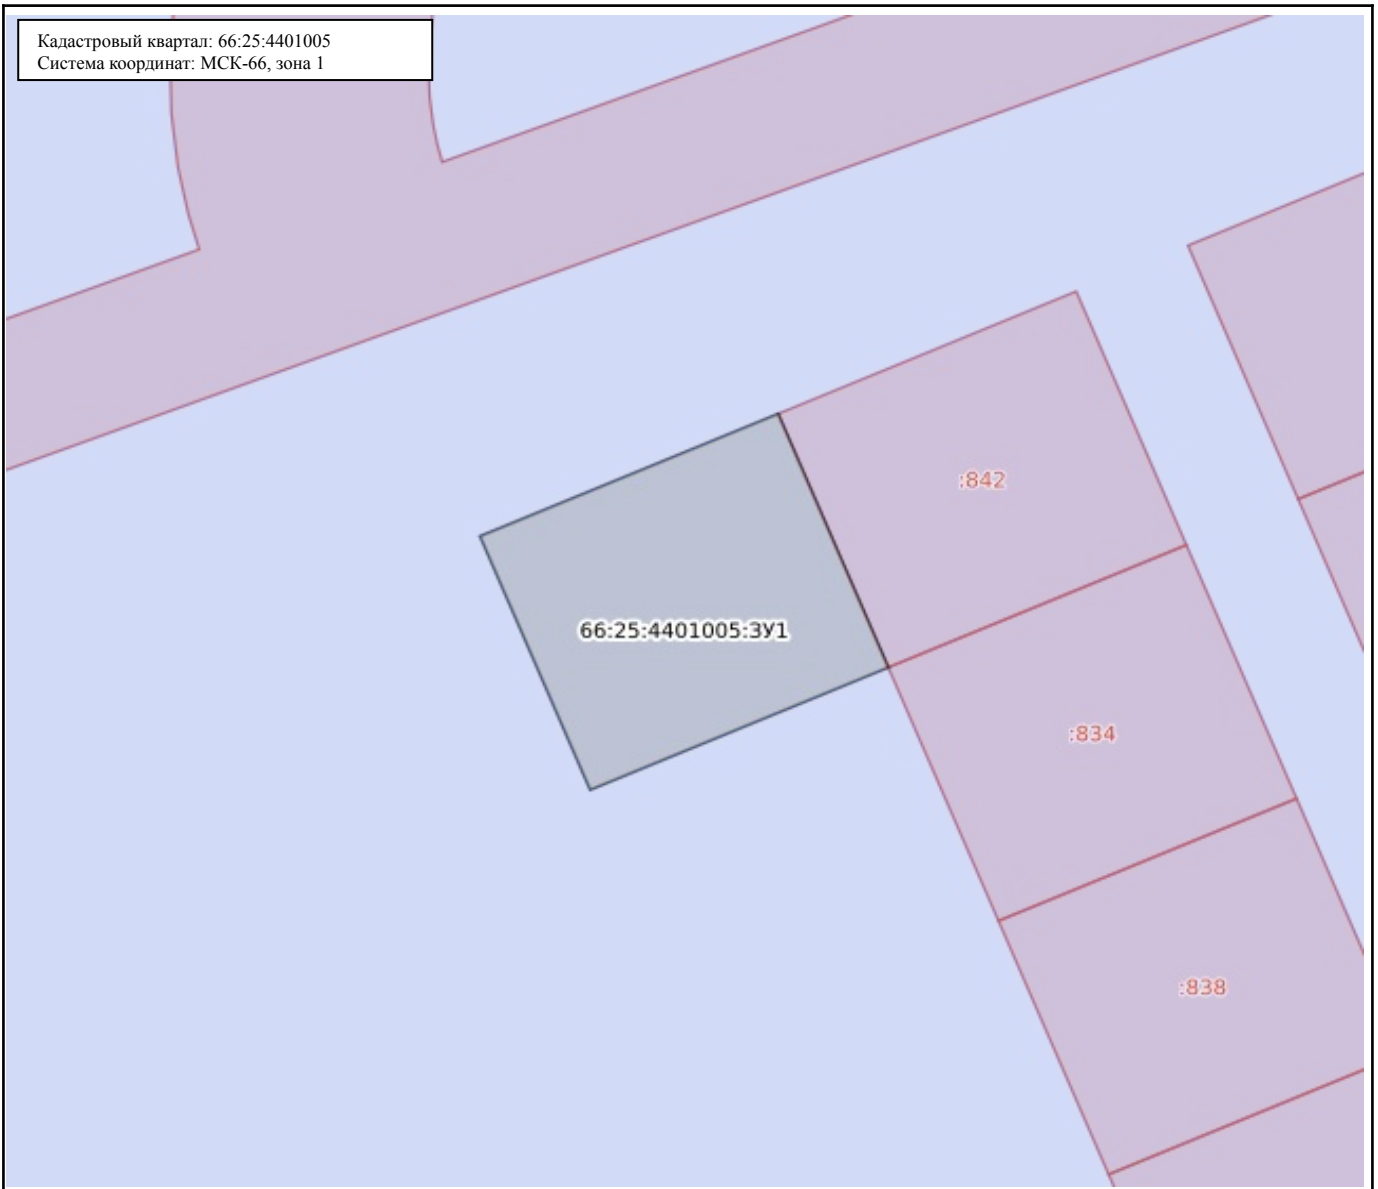 Кадастровый квартал: 66:25:4401005
Система координат: МСК-66, зона 1
:842
66:25:4401005:ЗУ1
:834
:838